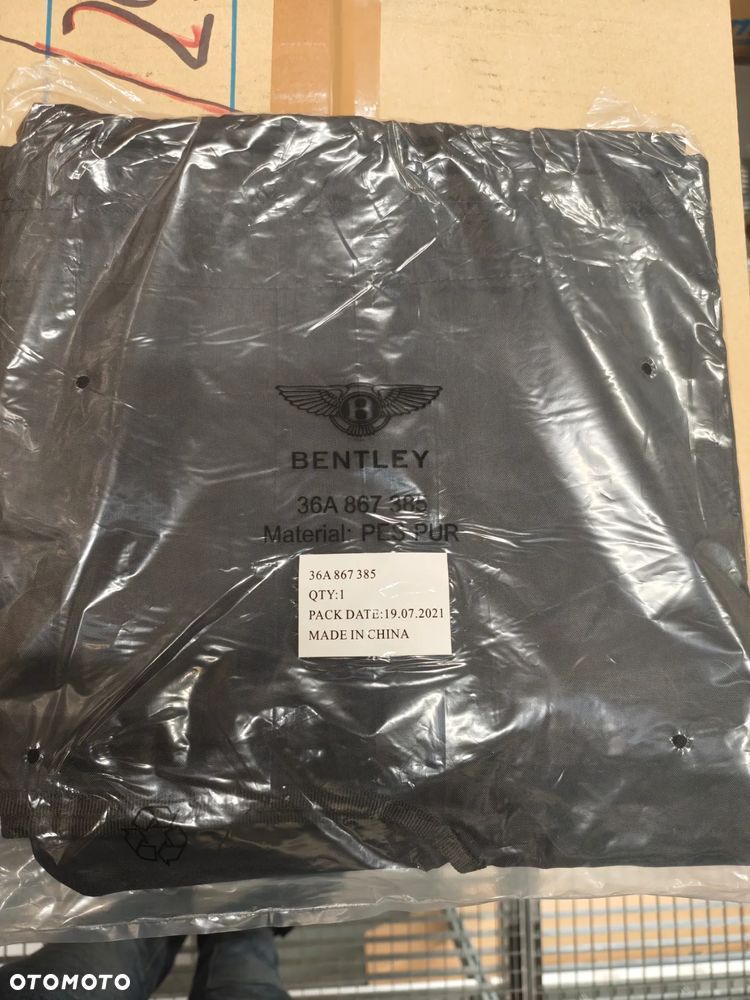 B
BENTLEY
36A 867 385
Material: PES PUR
36A 867 385
QTY:1
PACK DATE:19.07.2021
MADE IN CHINA
OTOMOTO